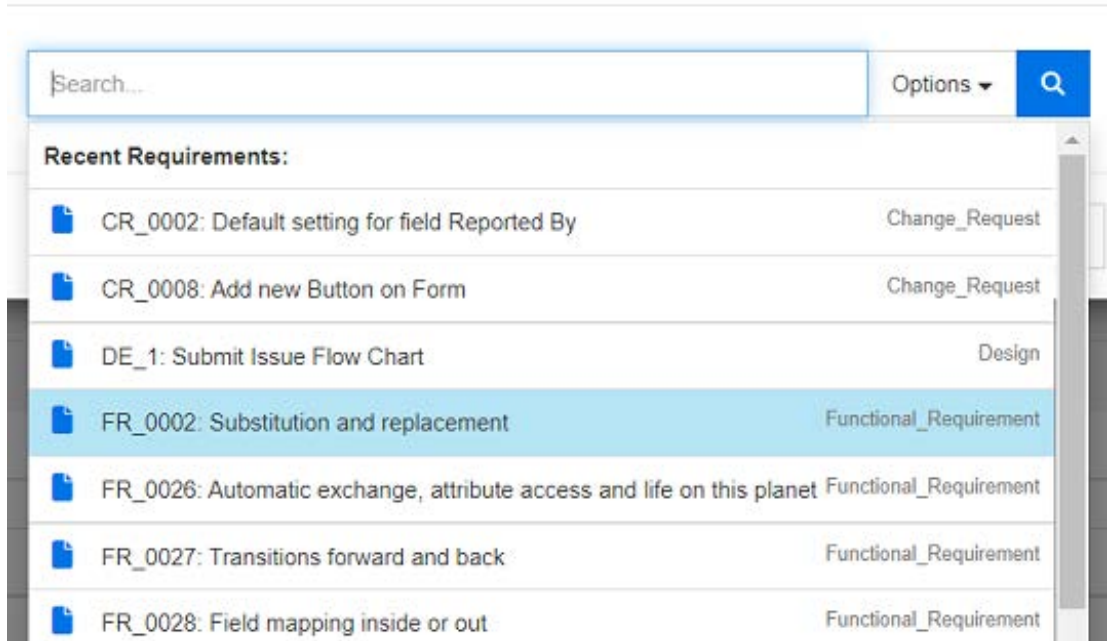 Search...
Options
Recent Requirements:
CR_0002: Default setting for field Reported By Change_Request
CR_0008: Add new Button on Form Change_Request
DE_1: Submit Issue Flow Chart Design
FR_0002: Substitution and replacement Functional_Requirement
FR_0026: Automatic exchange, attribute access and life on this planet Functional_Requirement
FR_0027: Transitions forward and back Functional_Requirement
FR_0028: Field mapping inside or out Functional_Requirement